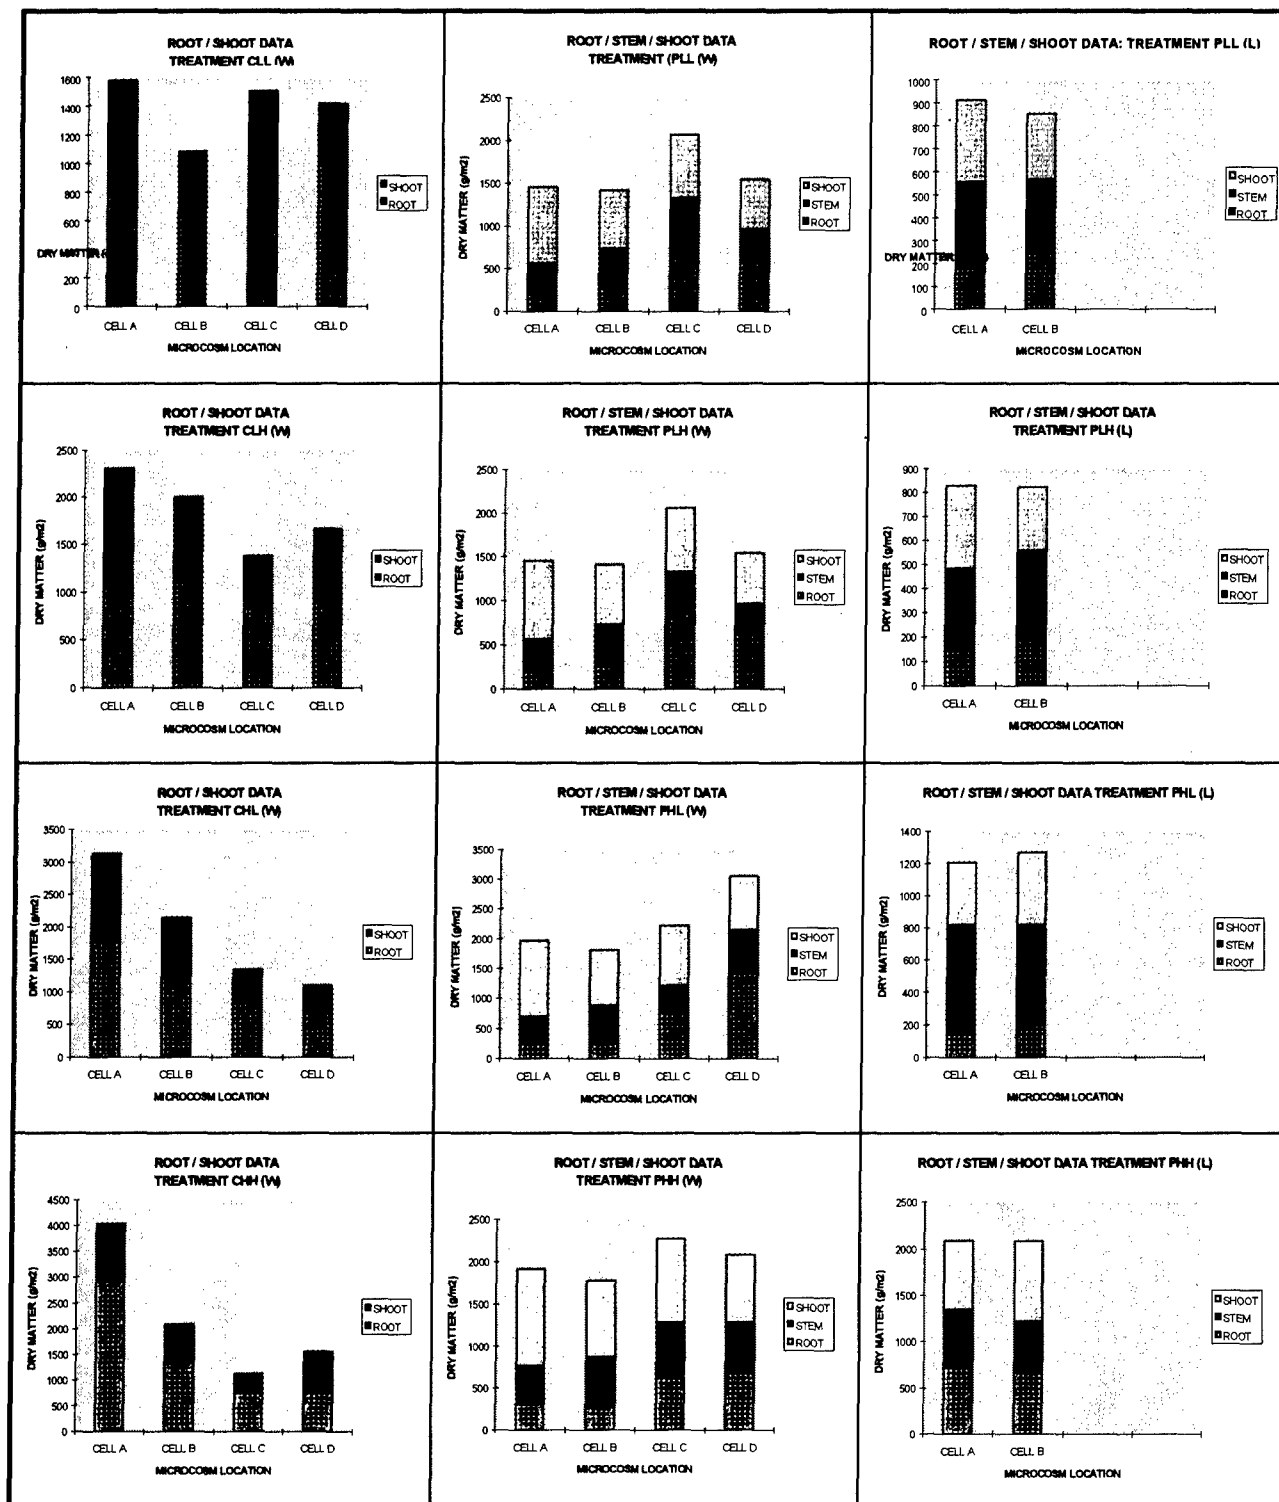 ROOT / SHOOT DATA
TREATMENT CLL (W)
1600
1400
1200
1000
800
600
400
200
0
DRY MATTER (
CELL A CELL B CELL C CELL D
MICROCOSM LOCATION
SHOOT
ROOT
ROOT / STEM / SHOOT DATA
TREATMENT (PLL (W)
2500
2000
1500
1000
500
0
DRY MATTER (g/m2)
CELL A CELL B CELL C CELL D
MICROCOSM LOCATION
SHOOT
STEM
ROOT
ROOT / STEM / SHOOT DATA: TREATMENT PLL (L)
1000
900
800
700
600
500
400
300
200
100
0
DRY MATTER
CELL A CELL B
MICROCOSM LOCATION
SHOOT
STEM
ROOT
ROOT / SHOOT DATA
TREATMENT CLH (W)
2500
2000
1500
1000
500
0
DRY MATTER (g/m2)
CELL A CELL B CELL C CELL D
MICROCOSM LOCATION
SHOOT
ROOT
ROOT / STEM / SHOOT DATA
TREATMENT PLH (W)
2500
2000
1500
1000
500
0
DRY MATTER (g/m2)
CELL A CELL B CELL C CELL D
MICROCOSM LOCATION
SHOOT
STEM
ROOT
ROOT / STEM / SHOOT DATA
TREATMENT PLH (L)
900
800
700
600
500
400
300
200
100
0
CELL A CELL B
MICROCOSM LOCATION
SHOOT
STEM
ROOT
ROOT / SHOOT DATA
TREATMENT CHL (W)
3500
3000
2500
2000
1500
1000
500
0
DRY MATTER (g/m2)
CELL A CELL B CELL C CELL D
MICROCOSM LOCATION
SHOOT
ROOT
ROOT / STEM / SHOOT DATA
TREATMENT PHL (W)
3500
3000
2500
2000
1500
1000
500
0
DRY MATTER (g/m2)
CELL A CELL B CELL C CELL D
MICROCOSM LOCATION
SHOOT
STEM
ROOT
ROOT / STEM / SHOOT DATA TREATMENT PHL (L)
1400
1200
1000
800
600
400
200
0
CELL A CELL B
MICROCOSM LOCATION
SHOOT
STEM
ROOT
ROOT / SHOOT DATA
TREATMENT CHH (W)
4500
4000
3500
3000
2500
2000
1500
1000
500
0
DRY MATTER (g/m2)
CELL A CELL B CELL C CELL D
MICROCOSM LOCATION
SHOOT
ROOT
ROOT / STEM / SHOOT DATA
TREATMENT PHH (W)
2500
2000
1500
1000
500
0
DRY MATTER (g/m2)
CELL A CELL B CELL C CELL D
MICROCOSM LOCATION
SHOOT
STEM
ROOT
ROOT / STEM / SHOOT DATA TREATMENT PHH (L)
2500
2000
1500
1000
500
0
CELL A CELL B
MICROCOSM LOCATION
SHOOT
STEM
ROOT